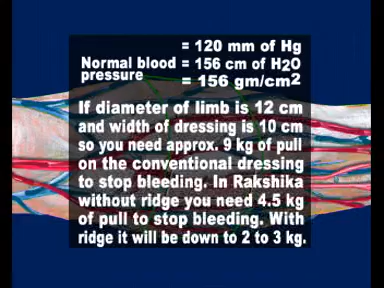 = 120 mm of Hg
Normal blood pressure = 156 cm of H2O
= 156 gm/cm2
If diameter of limb is 12 cm
and width of dressing is 10 cm
so you need approx. 9 kg of pull
on the conventional dressing
to stop bleeding. In Rakshika
without ridge you need 4.5 kg
of pull to stop bleeding. With
ridge it will be down to 2 to 3 kg.